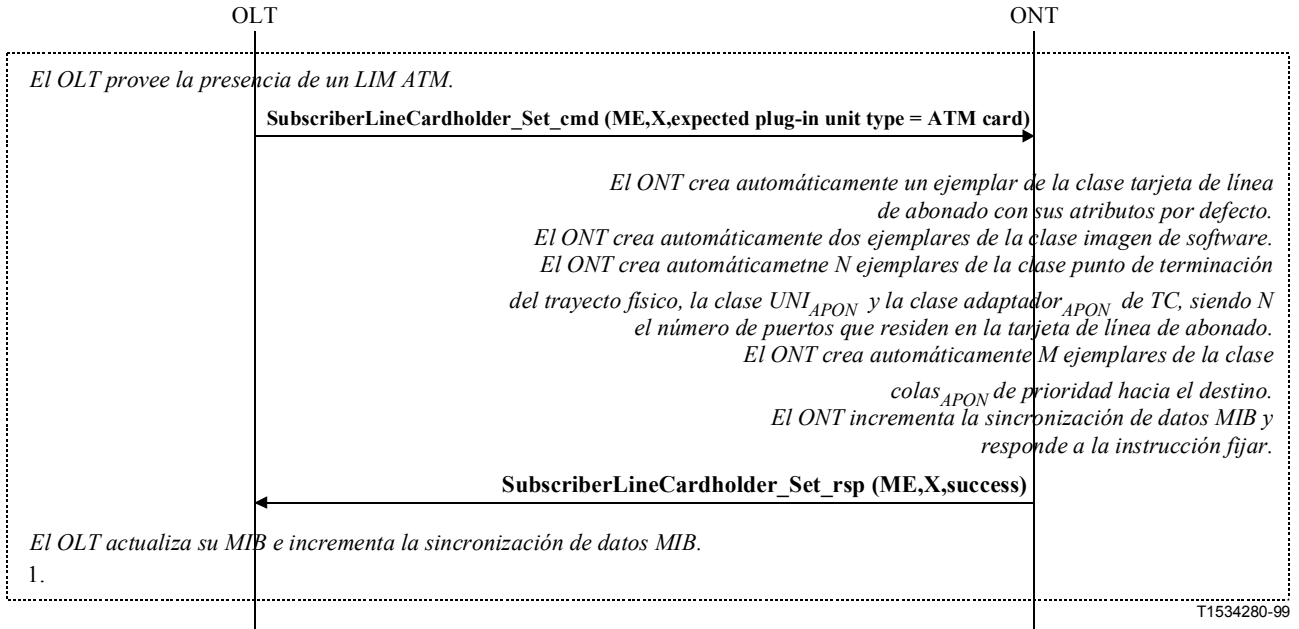 OLT ONT
El OLT provee la presencia de un LIM ATM.
SubscriberLineCardholder_Set_cmd (ME,X,expected plug-in unit type = ATM card)
El ONT crea automáticamente un ejemplar de la clase tarjeta de línea
de abonado con sus atributos por defecto.
El ONT crea automáticamente dos ejemplares de la clase imagen de software.
El ONT crea automáticametne N ejemplares de la clase punto de terminación
del trayecto físico, la clase UNI_APON y la clase adaptador_APON de TC, siendo N
el número de puertos que residen en la tarjeta de línea de abonado.
El ONT crea automáticamente M ejemplares de la clase
colas_APON de prioridad hacia el destino.
El ONT incrementa la sincronización de datos MIB y
responde a la instrucción fijar.
SubscriberLineCardholder_Set_rsp (ME,X,success)
El OLT actualiza su MIB e incrementa la sincronización de datos MIB.
1.
T1534280-99